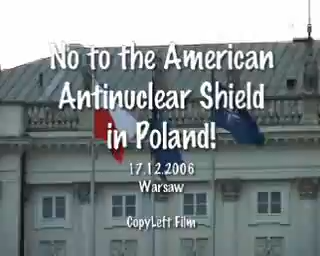 No to the American
Antinuclear Shield
in Poland!
17.12.2006
Warsaw
CopyLeft Film